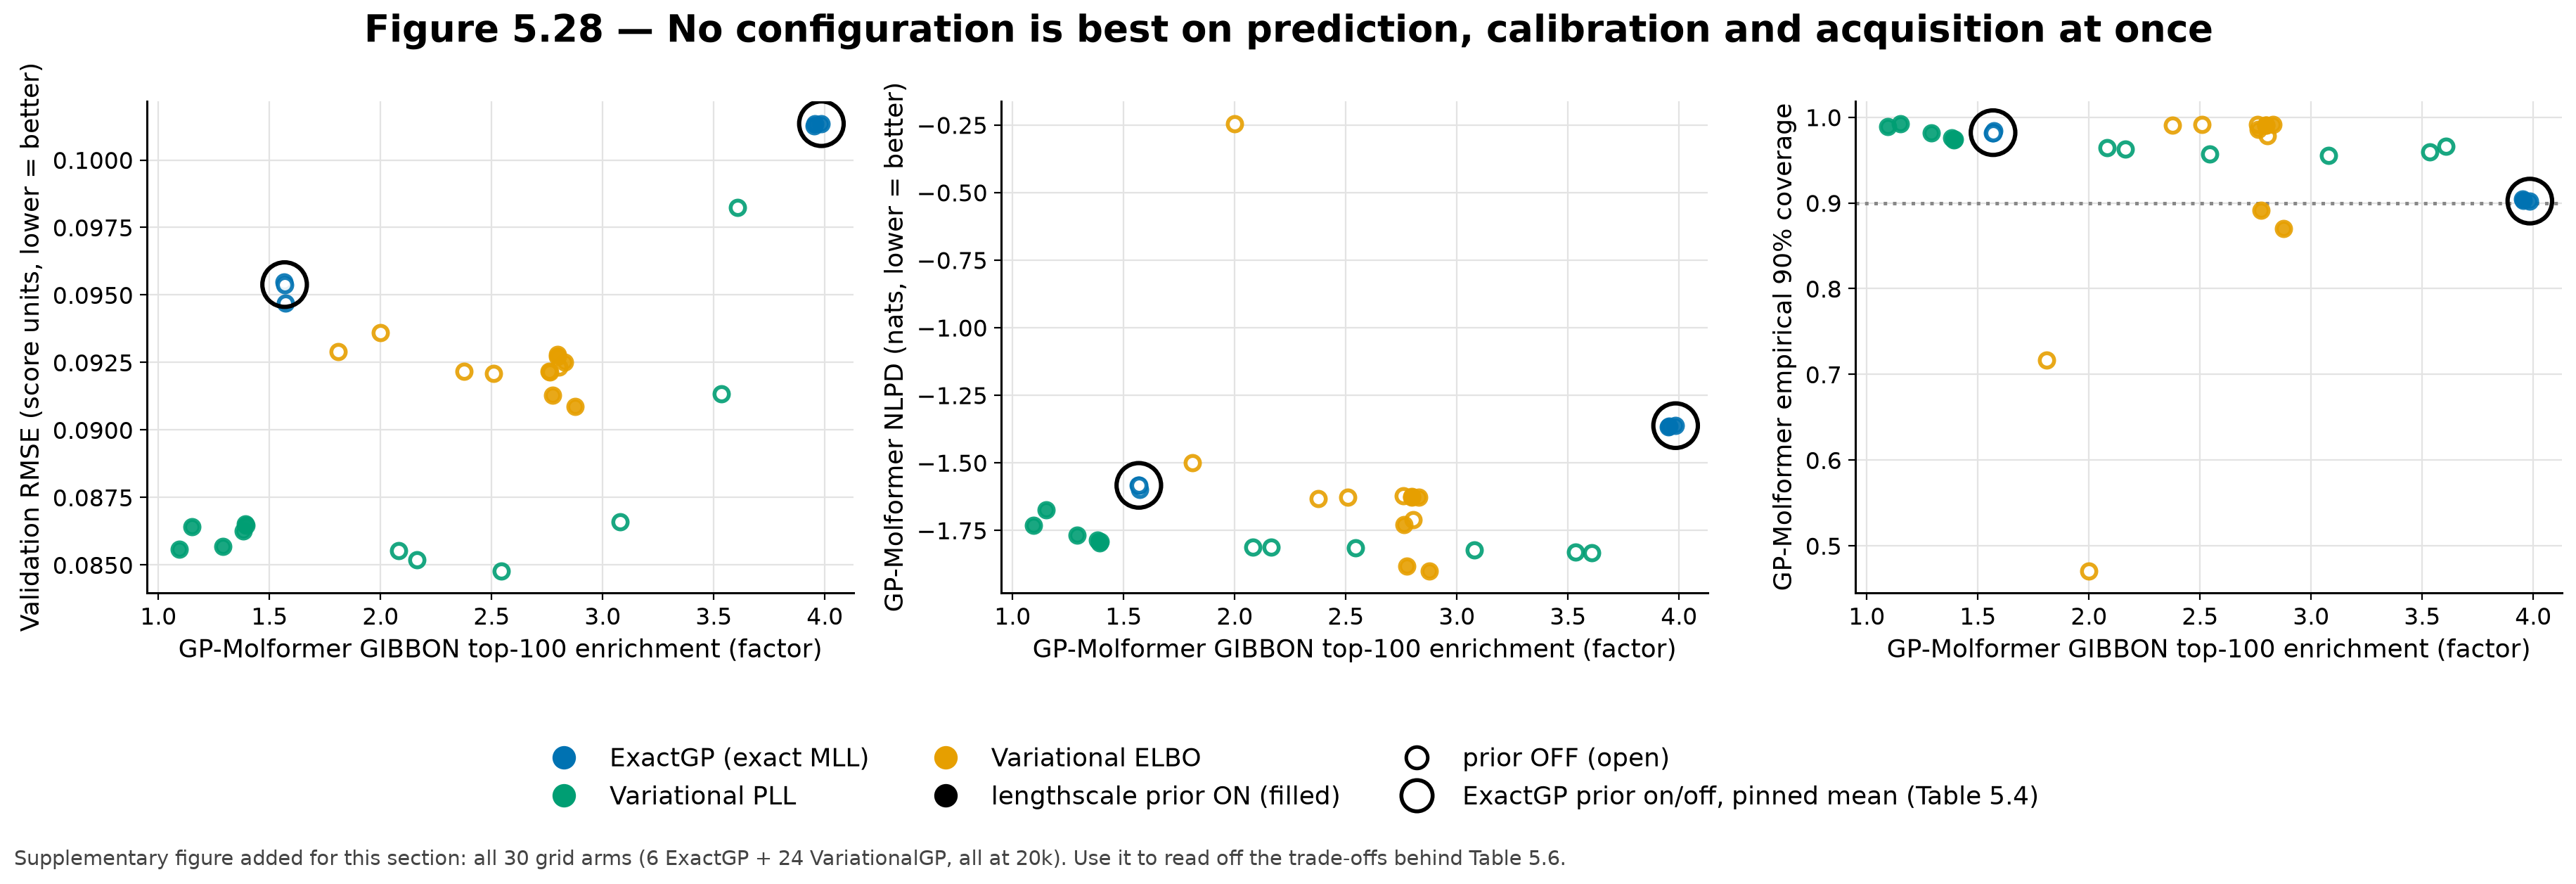 Figure 5.28 — No configuration is best on prediction, calibration and acquisition at once
Validation RMSE (score units, lower = better)
0.1000
0.0975
0.0950
0.0925
0.0900
0.0875
0.0850
1.0 1.5 2.0 2.5 3.0 3.5 4.0
GP-Molformer GIBBON top-100 enrichment (factor)
GP-Molformer NLPD (nats, lower = better)
−0.25
−0.50
−0.75
−1.00
−1.25
−1.50
−1.75
1.0 1.5 2.0 2.5 3.0 3.5 4.0
GP-Molformer GIBBON top-100 enrichment (factor)
GP-Molformer empirical 90% coverage
1.0
0.9
0.8
0.7
0.6
0.5
1.0 1.5 2.0 2.5 3.0 3.5 4.0
GP-Molformer GIBBON top-100 enrichment (factor)
ExactGP (exact MLL)
Variational PLL
Variational ELBO
lengthscale prior ON (filled)
prior OFF (open)
ExactGP prior on/off, pinned mean (Table 5.4)
Supplementary figure added for this section: all 30 grid arms (6 ExactGP + 24 VariationalGP, all at 20k). Use it to read off the trade-offs behind Table 5.6.